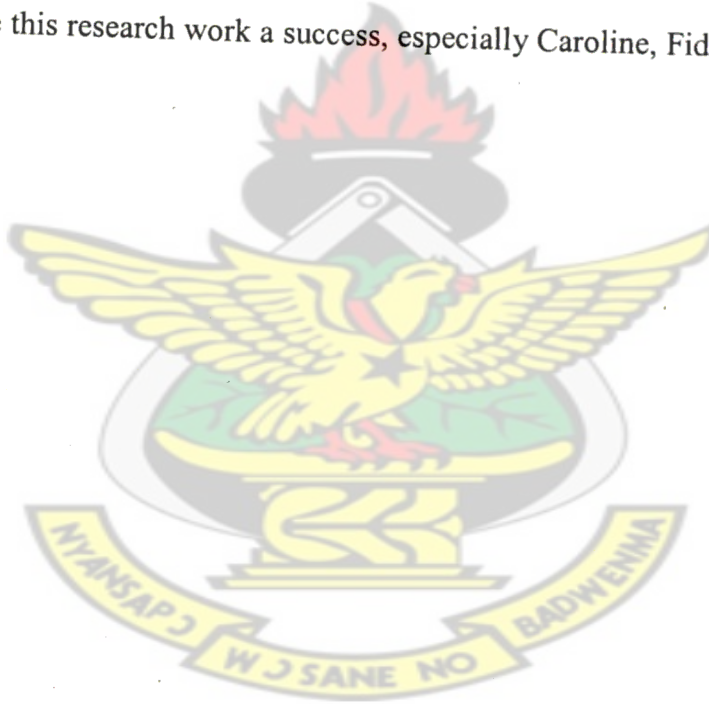 this research work a success, especially Caroline, Fid
NYANSAPƆ
WƆSANE NO
BADWENMA